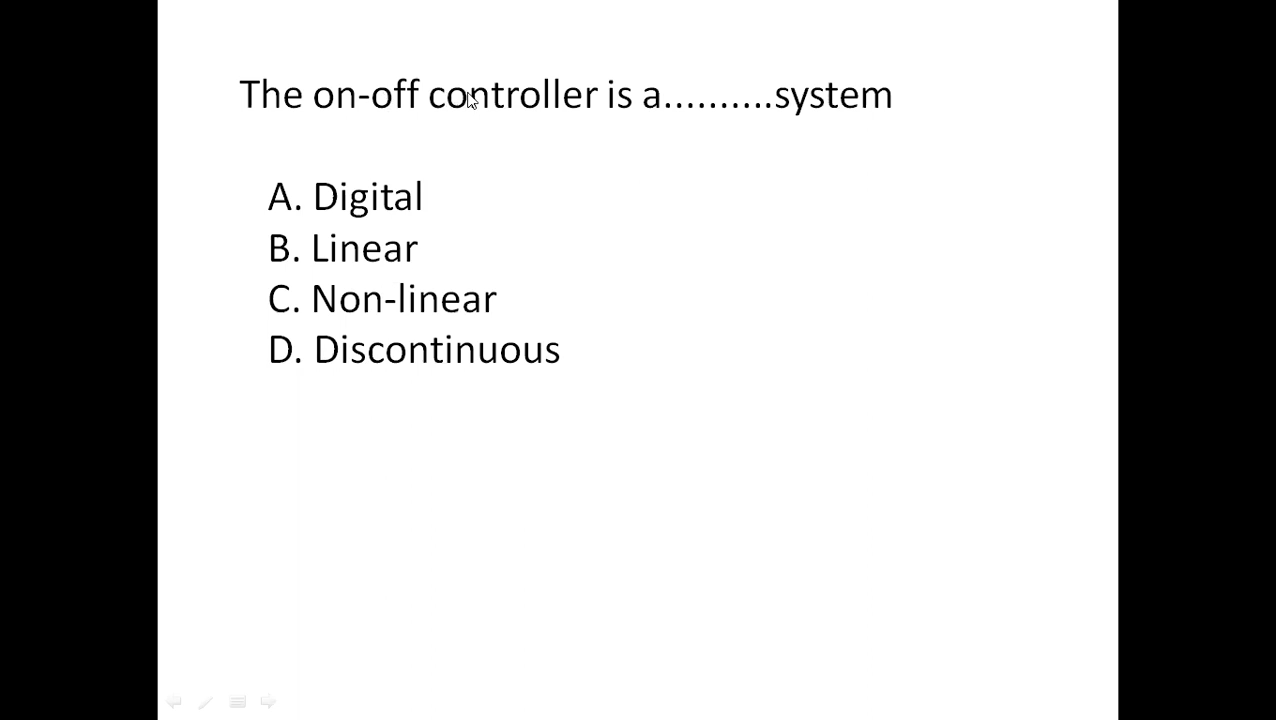 The on-off controller is a..........system
A. Digital
B. Linear
C. Non-linear
D. Discontinuous